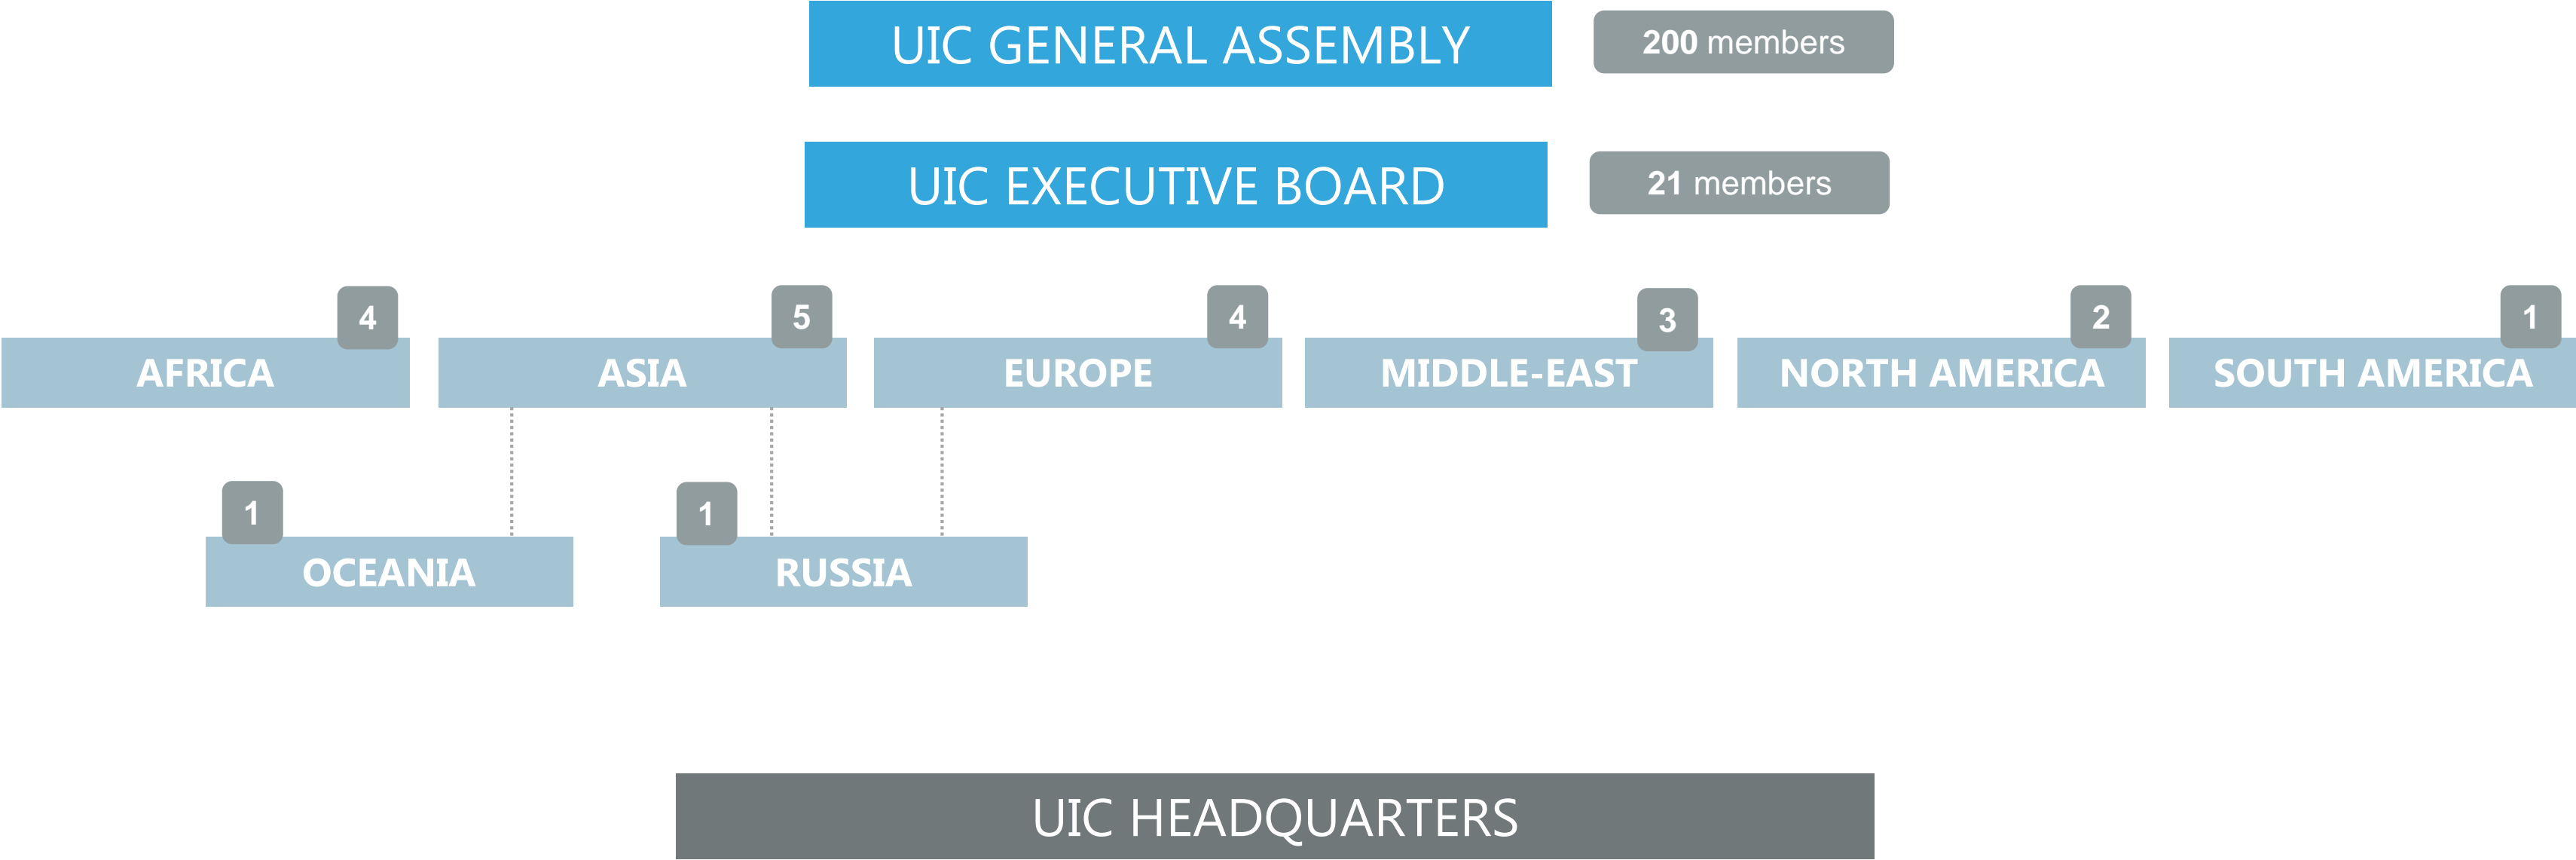 UIC GENERAL ASSEMBLY
200 members
UIC EXECUTIVE BOARD
21 members
4
AFRICA
5
ASIA
4
EUROPE
3
MIDDLE-EAST
2
NORTH AMERICA
1
SOUTH AMERICA
1
OCEANIA
1
RUSSIA
UIC HEADQUARTERS